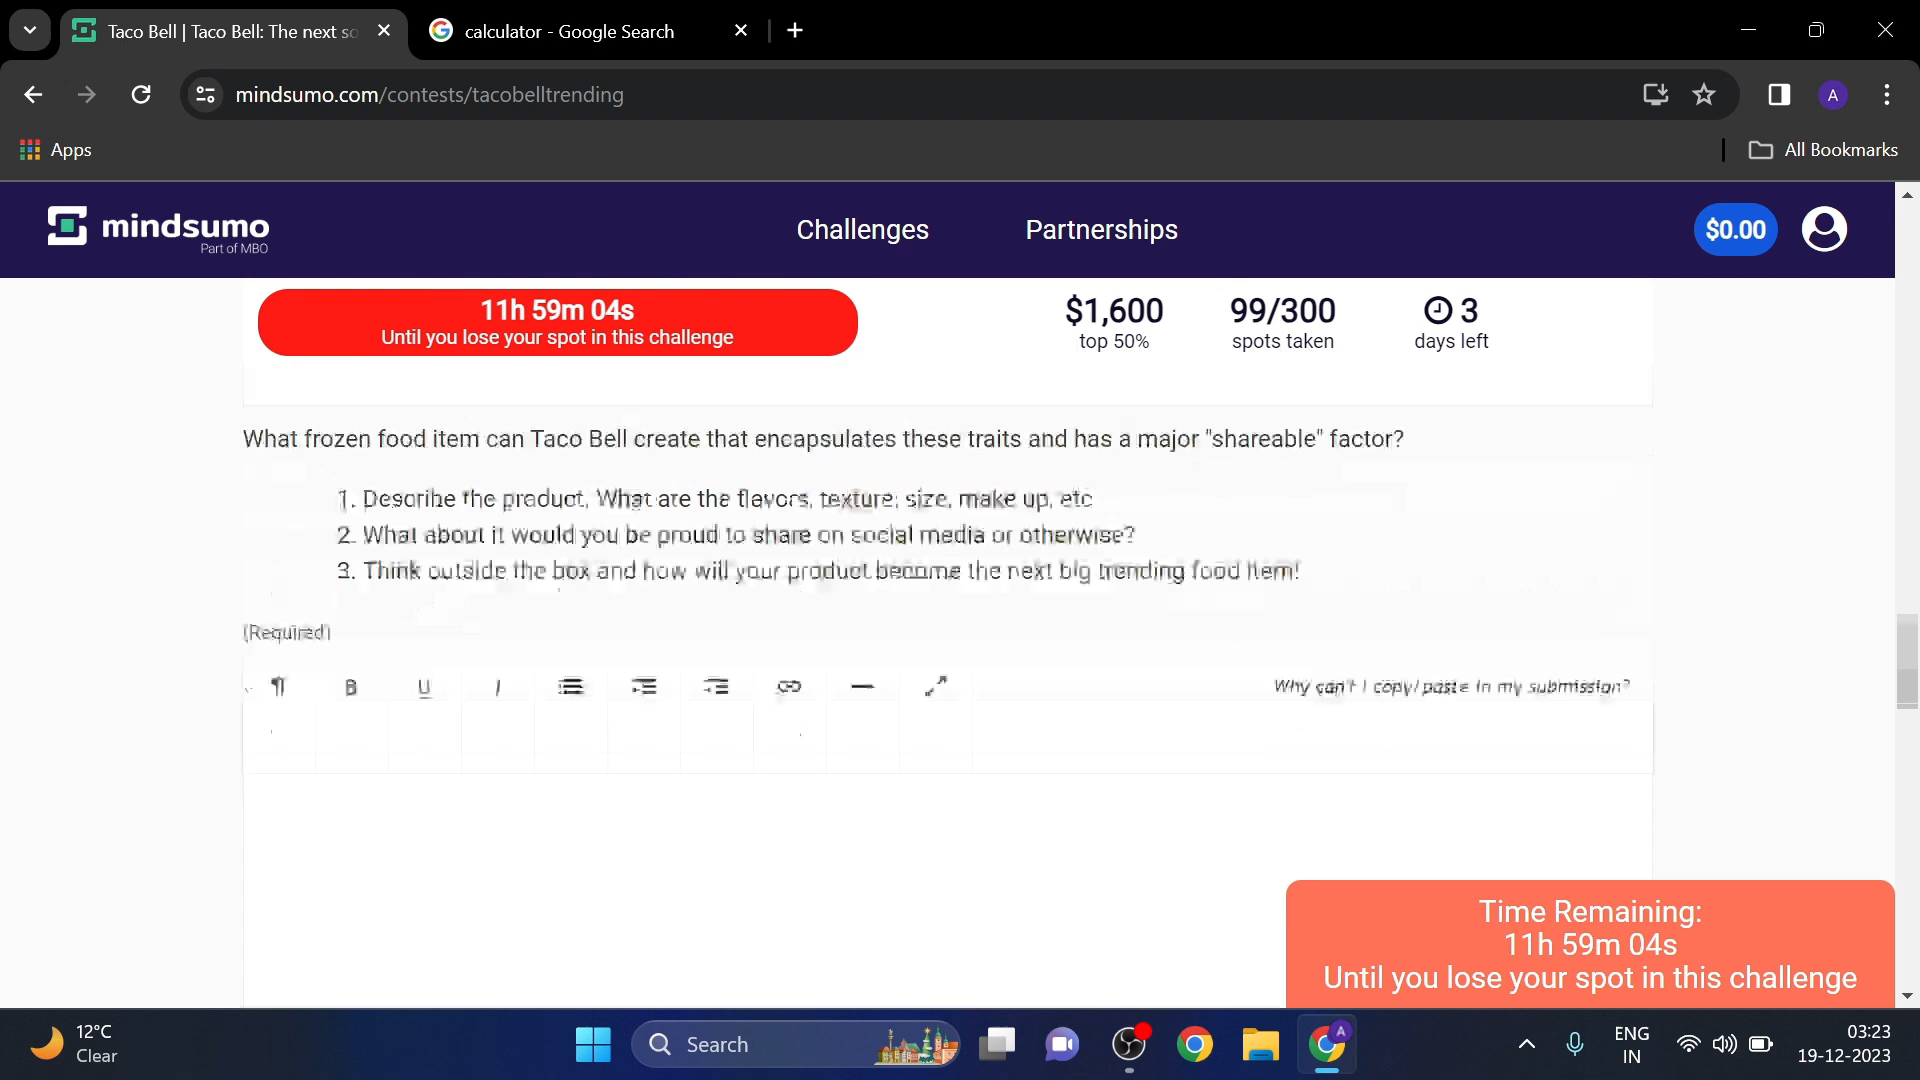 Taco Bell | Taco Bell: The next so
calculator - Google Search
mindsumo.com/contests/tacobelltrending
A
Apps
All Bookmarks
mindsumo
Part of MBO
Challenges
Partnerships
$0.00
11h 59m 04s
Until you lose your spot in this challenge
$1,600
top 50%
99/300
spots taken
3
days left
What frozen food item can Taco Bell create that encapsulates these traits and has a major "shareable" factor?
1. Describe the product. What are the flavors, texture, size, make up, etc
2. What about it would you be proud to share on social media or otherwise?
3. Think outside the box and how will your product become the next big trending food item!
(Required)
B U I
Why can't I copy/paste in my submission?
Time Remaining:
11h 59m 04s
Until you lose your spot in this challenge
12°C
Clear
Search
A
ENG
IN
03:23
19-12-2023